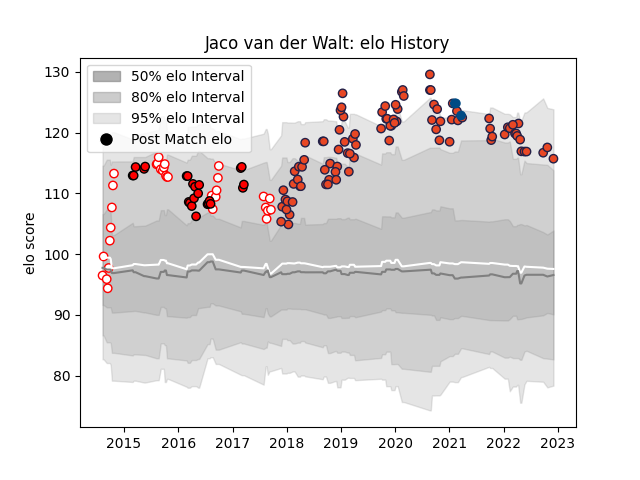 Jaco van der Walt: elo History
50% elo Interval
80% elo Interval
95% elo Interval
Post Match elo
elo score
130
120
110
100
90
80
2015 2016 2017 2018 2019 2020 2021 2022 2023